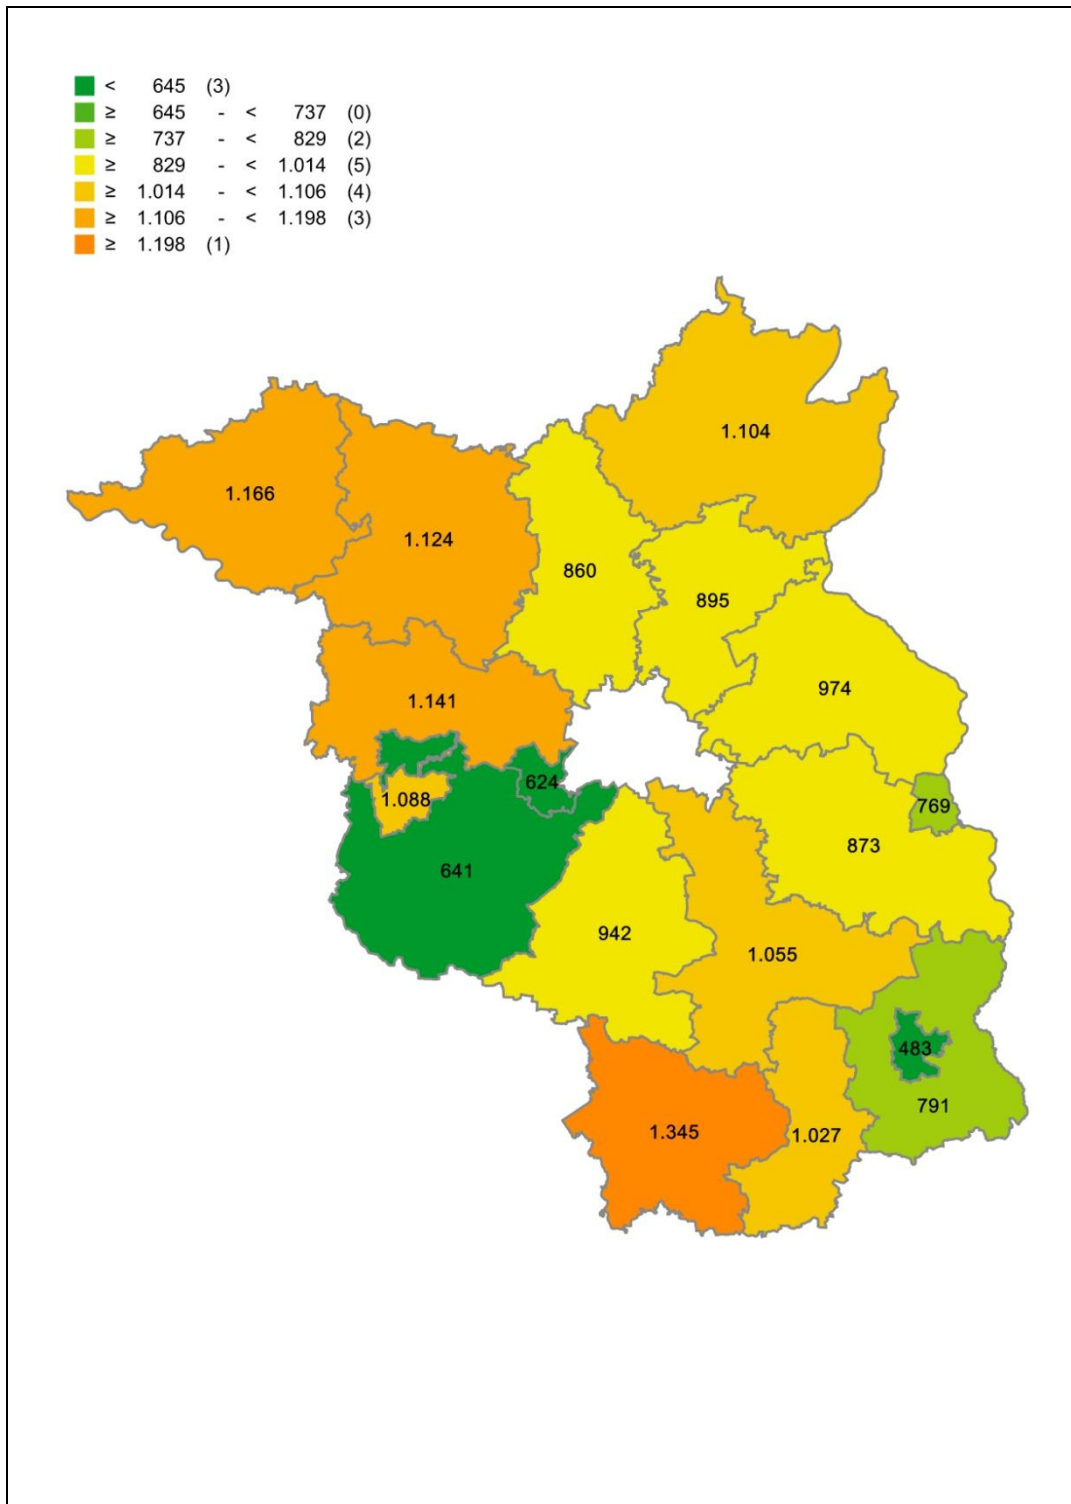 < 645 (3)
≥ 645 - < 737 (0)
≥ 737 - < 829 (2)
≥ 829 - < 1.014 (5)
≥ 1.014 - < 1.106 (4)
≥ 1.106 - < 1.198 (3)
≥ 1.198 (1)
1.104
1.166
1.124
860
895
974
1.141
624
1.088
769
873
641
942
1.055
483
791
1.345
1.027